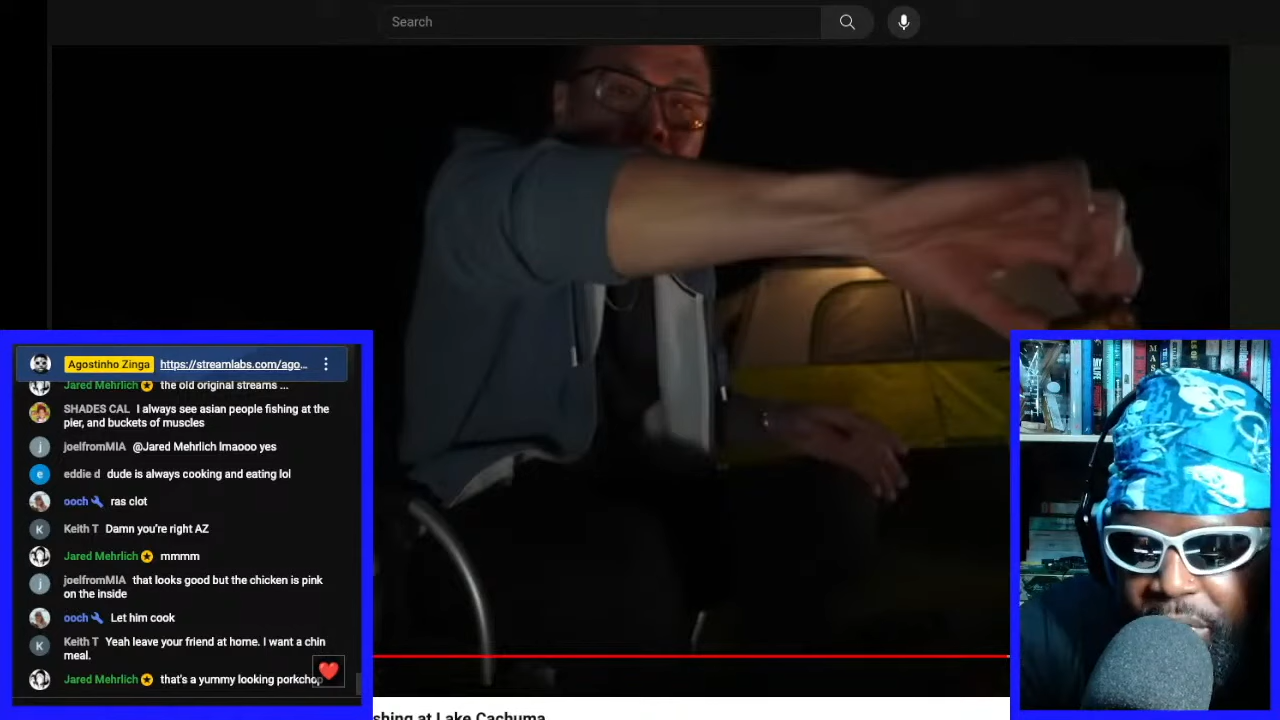 Search
Agostinho Zinga https://streamlabs.com/ago...
Jared Mehrlich the old original streams ...
SHADES CAL I always see asian people fishing at the
pier, and buckets of muscles
joelfromMIA @Jared Mehrlich lmaooo yes
eddie d dude is always cooking and eating lol
ooch ras clot
Keith T Damn you're right AZ
Jared Mehrlich mmmm
joelfromMIA that looks good but the chicken is pink
on the inside
ooch Let him cook
Keith T Yeah leave your friend at home. I want a chin
meal.
Jared Mehrlich that's a yummy looking porkchop
shing at Lake Cachuma